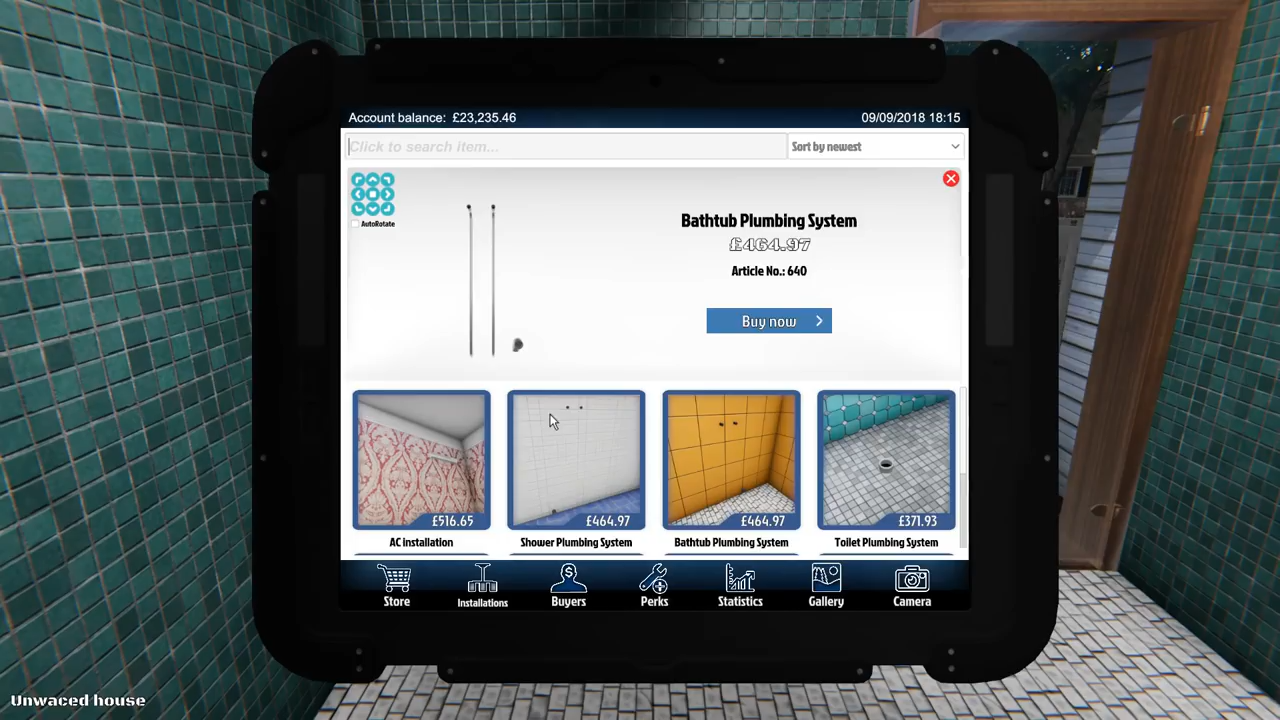 Account balance: £23,235.46
09/09/2018 18:15
Click to search item...
Sort by newest
AutoRotate
Bathtub Plumbing System
£464.97
Article No.: 640
Buy now
£516.65
£464.97
£464.97
£371.93
AC installation
Shower Plumbing System
Bathtub Plumbing System
Toilet Plumbing System
Store
Installations
Buyers
Perks
Statistics
Gallery
Camera
Unwaced house